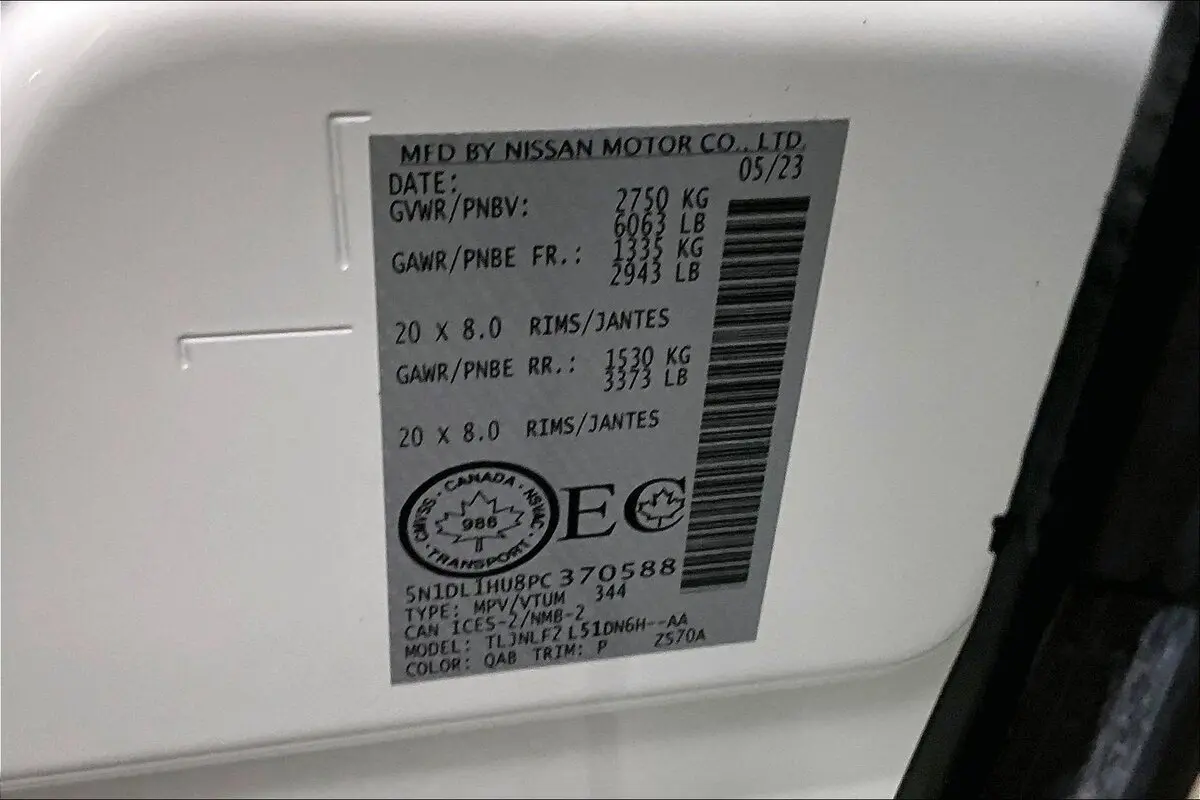 MFD BY NISSAN MOTOR CO., LTD.
DATE: 05/23
GVWR/PNBV: 2750 KG
6063 LB
GAWR/PNBE FR.: 1335 KG
2943 LB
20 X 8.0 RIMS/JANTES
GAWR/PNBE RR.: 1530 KG
3373 LB
20 X 8.0 RIMS/JANTES
CANADA · NSVAC · TRANSPORT · CMVSS ·
986
EC
5N1DL1HU8PC370588
TYPE: MPV/VTUM 344
CAN ICES-2/NMB-2
MODEL: TLJNLFZ L51DN6H--AA
COLOR: QAB TRIM: P ZS70A